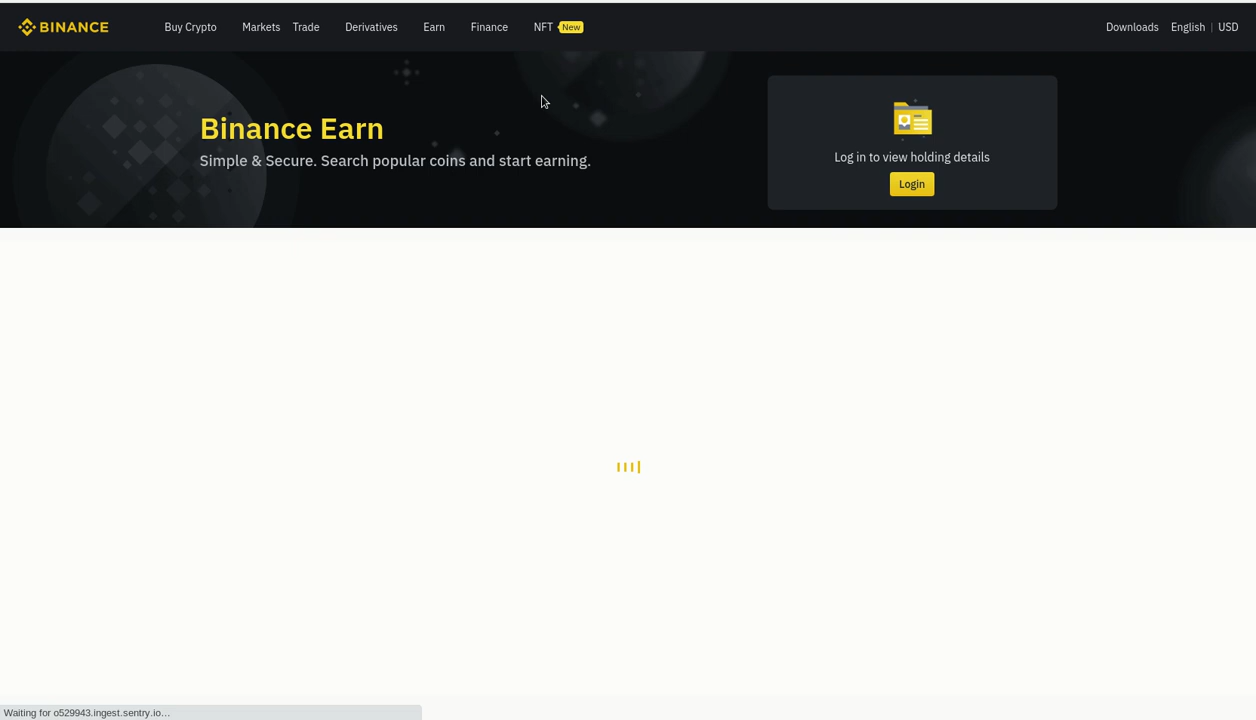 BINANCE Buy Crypto Markets Trade Derivatives Earn Finance NFT New Downloads English | USD
Binance Earn
Simple & Secure. Search popular coins and start earning.
Log in to view holding details
Login
Waiting for o529943.ingest.sentry.io...